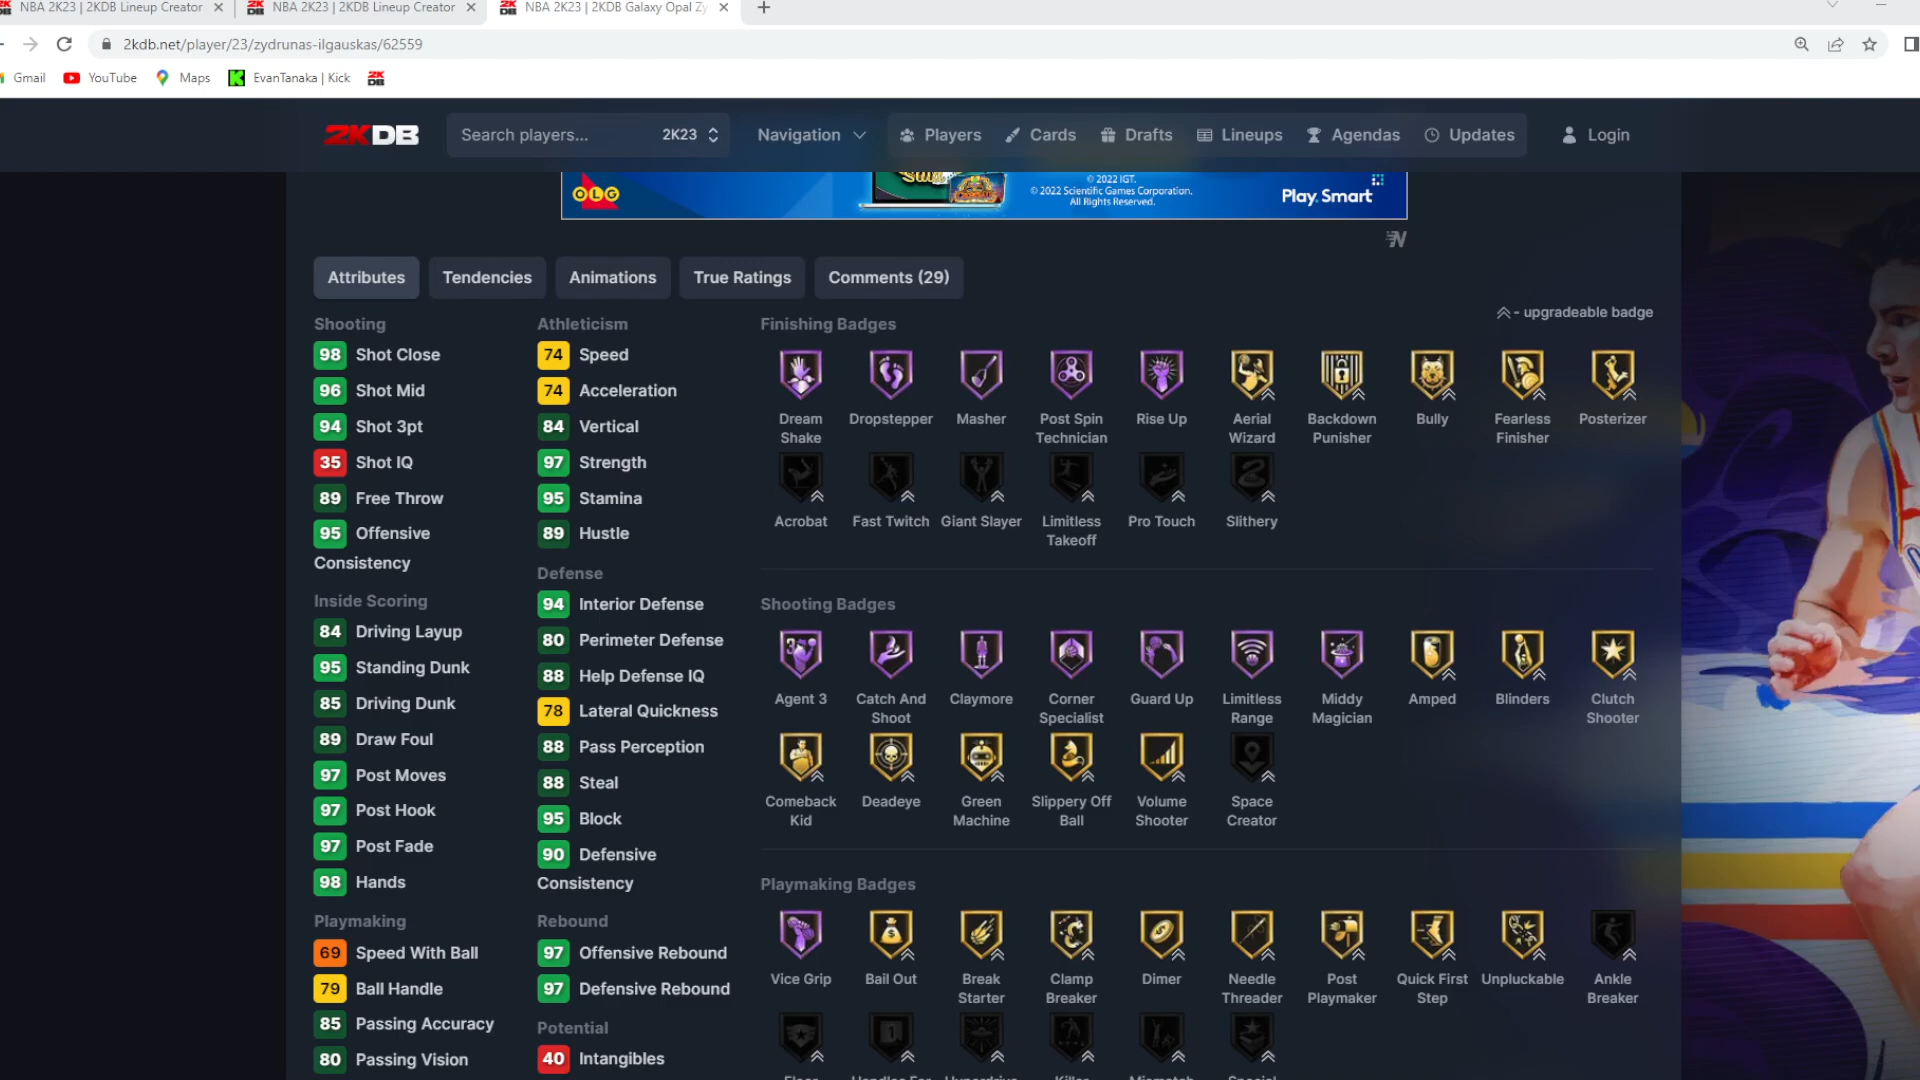 NBA 2K23 | 2KDB Lineup Creator
NBA 2K23 | 2KDB Lineup Creator
NBA 2K23 | 2KDB Galaxy Opal Zy
2kdb.net/player/23/zydrunas-ilgauskas/62559
Gmail
YouTube
Maps
EvanTanaka | Kick
2KDB
Search players...
2K23
Navigation
Players
Cards
Drafts
Lineups
Agendas
Updates
Login
OLG
© 2022 IGT.
© 2022 Scientific Games Corporation.
All Rights Reserved.
Play.Smart
Attributes
Tendencies
Animations
True Ratings
Comments (29)
- upgradeable badge
Shooting
98 Shot Close
96 Shot Mid
94 Shot 3pt
35 Shot IQ
89 Free Throw
95 Offensive
Consistency
Inside Scoring
84 Driving Layup
95 Standing Dunk
85 Driving Dunk
89 Draw Foul
97 Post Moves
97 Post Hook
97 Post Fade
98 Hands
Playmaking
69 Speed With Ball
79 Ball Handle
85 Passing Accuracy
80 Passing Vision
Athleticism
74 Speed
74 Acceleration
84 Vertical
97 Strength
95 Stamina
89 Hustle
Defense
94 Interior Defense
80 Perimeter Defense
88 Help Defense IQ
78 Lateral Quickness
88 Pass Perception
88 Steal
95 Block
90 Defensive
Consistency
Rebound
97 Offensive Rebound
97 Defensive Rebound
Potential
40 Intangibles
Finishing Badges
Dream
Shake
Dropstepper
Masher
Post Spin
Technician
Rise Up
Aerial
Wizard
Backdown
Punisher
Bully
Fearless
Finisher
Posterizer
Acrobat
Fast Twitch
Giant Slayer
Limitless
Takeoff
Pro Touch
Slithery
Shooting Badges
Agent 3
Catch And
Shoot
Claymore
Corner
Specialist
Guard Up
Limitless
Range
Middy
Magician
Amped
Blinders
Clutch
Shooter
Comeback
Kid
Deadeye
Green
Machine
Slippery Off
Ball
Volume
Shooter
Space
Creator
Playmaking Badges
Vice Grip
Bail Out
Break
Starter
Clamp
Breaker
Dimer
Needle
Threader
Post
Playmaker
Quick First
Step
Unpluckable
Ankle
Breaker